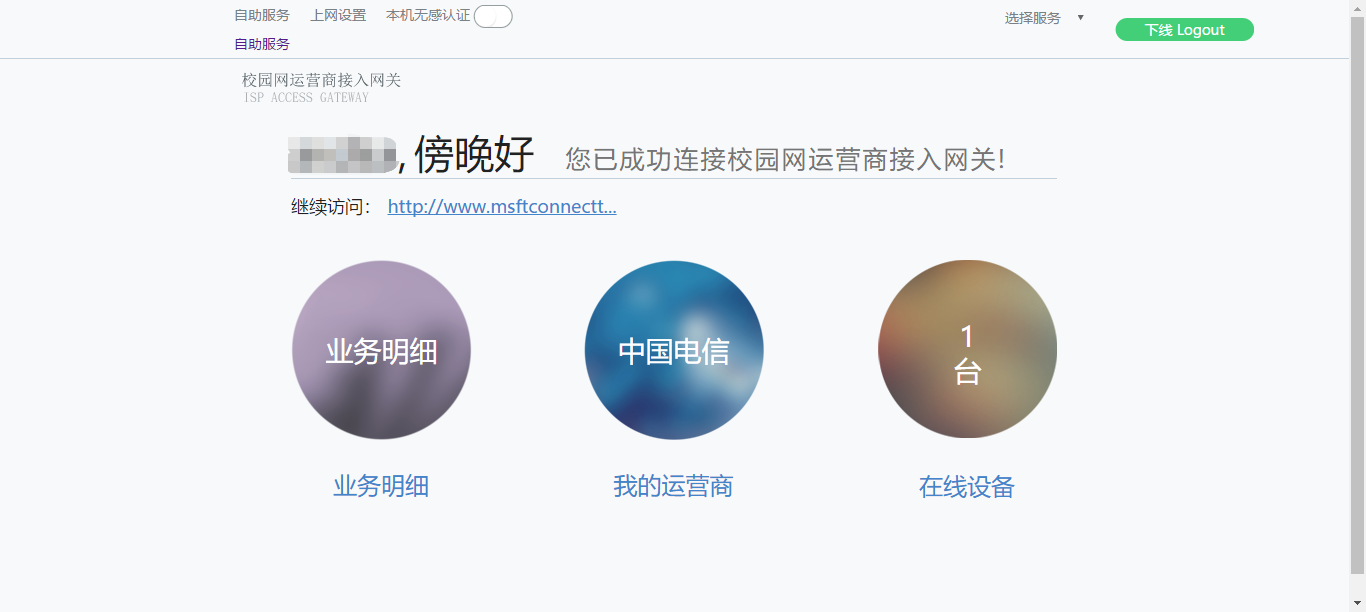 自助服务 上网设置 本机无感认证 选择服务 下线 Logout
自助服务
校园网运营商接入网关
ISP ACCESS GATEWAY
, 傍晚好 您已成功连接校园网运营商接入网关!
继续访问： http://www.msftconnectt...
业务明细 中国电信 1
台
业务明细 我的运营商 在线设备